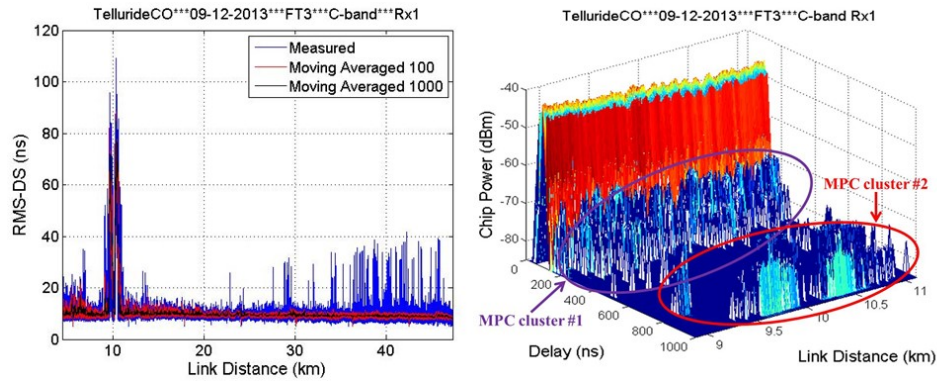 TellurideCO***09-12-2013***FT3***C-band***Rx1
120
100
80
60
40
20
0
RMS-DS (ns)
Measured
Moving Averaged 100
Moving Averaged 1000
10
20
30
40
Link Distance (km)
TellurideCO***09-12-2013***FT3***C-band Rx1
-40
-50
-60
-70
-80
Chip Power (dBm)
MPC cluster #2
MPC cluster #1
0
200
400
600
800
1000
Delay (ns)
9
9.5
10
10.5
11
Link Distance (km)